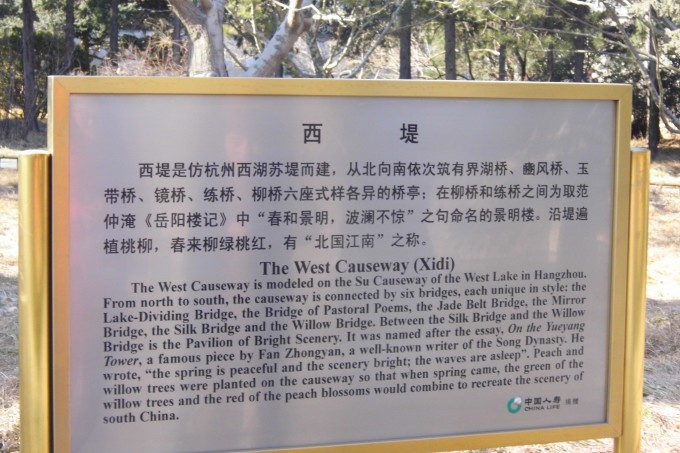 西 堤
西堤是仿杭州西湖苏堤而建，从北向南依次筑有界湖桥、豳风桥、玉
带桥、镜桥、练桥、柳桥六座式样各异的桥亭；在柳桥和练桥之间为取范
仲淹《岳阳楼记》中“春和景明，波澜不惊”之句命名的景明楼。沿堤遍
植桃柳，春来柳绿桃红，有“北国江南”之称。
The West Causeway (Xidi)
The West Causeway is modeled on the Su Causeway of the West Lake in Hangzhou.
From north to south, the causeway is connected by six bridges, each unique in style: the
Lake-Dividing Bridge, the Bridge of Pastoral Poems, the Jade Belt Bridge, the Mirror
Bridge, the Silk Bridge and the Willow Bridge. Between the Silk Bridge and the Willow
Bridge is the Pavilion of Bright Scenery. It was named after the essay, On the Yueyang
Tower, a famous piece by Fan Zhongyan, a well-known writer of the Song Dynasty. He
wrote, “the spring is peaceful and the scenery bright; the waves are asleep”. Peach and
willow trees were planted on the causeway so that when spring came, the green of the
willow trees and the red of the peach blossoms would combine to recreate the scenery of
south China.
中国人寿
CHINA LIFE